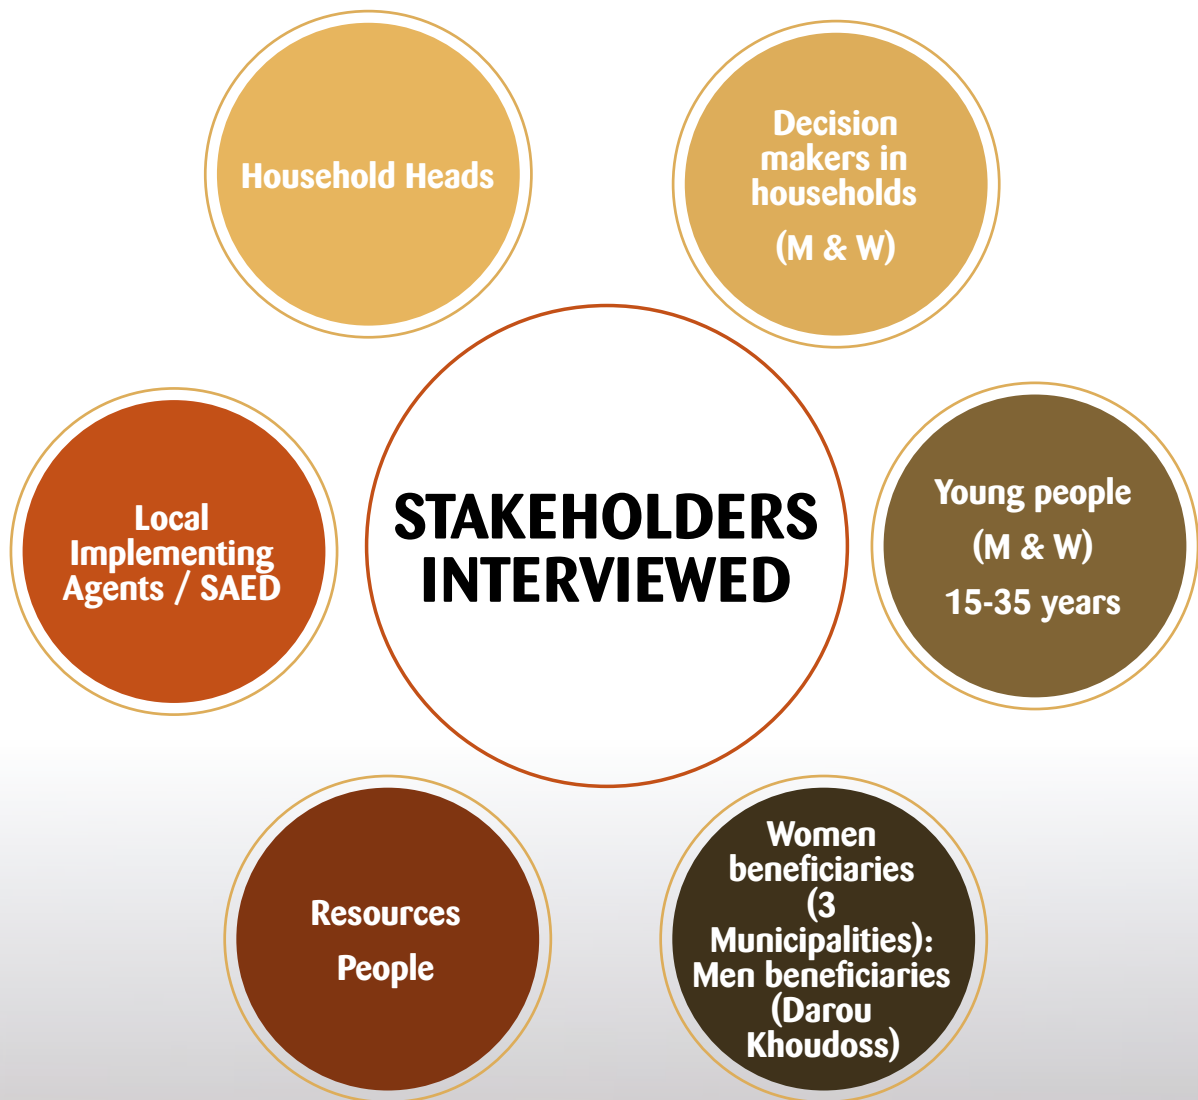 Household Heads
Decision
makers in
households
(M & W)
Local
Implementing
Agents / SAED
STAKEHOLDERS
INTERVIEWED
Young people
(M & W)
15-35 years
Resources
People
Women
beneficiaries
(3
Municipalities):
Men beneficiaries
(Darou
Khoudoss)